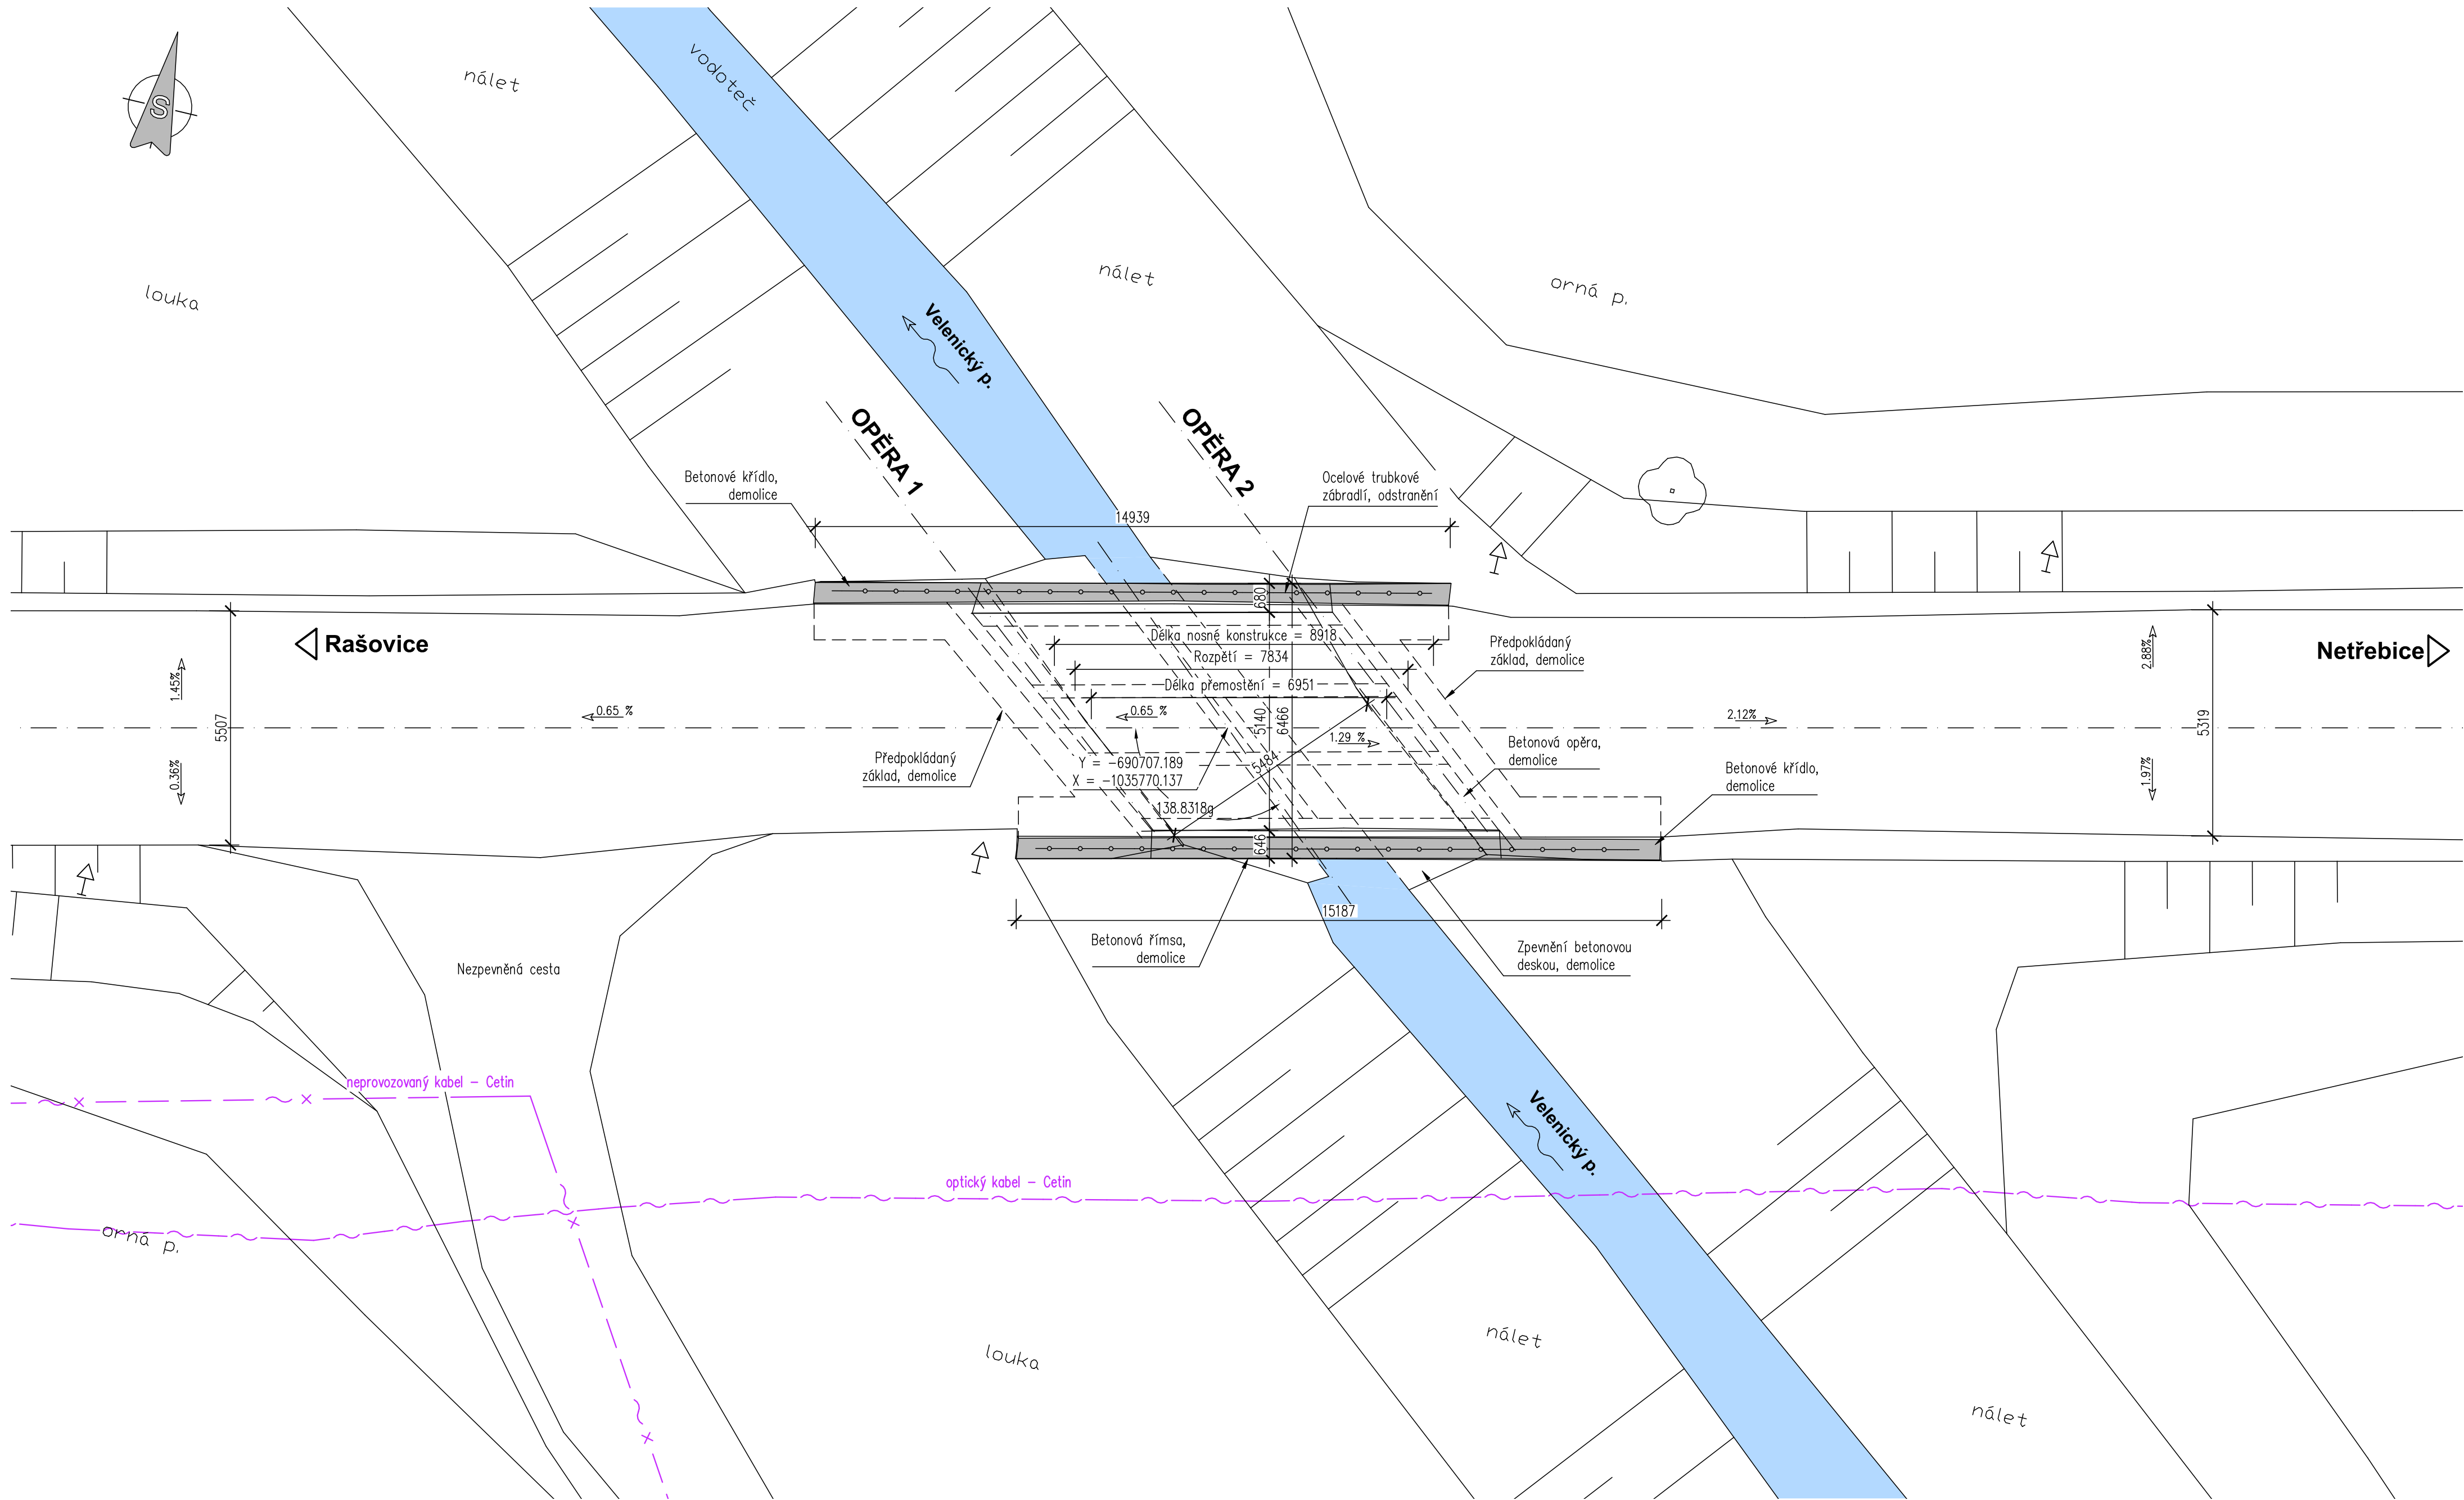 S
nálet
vodoteč
louka
nálet
orná p.
Velenický p.
OPĚRA 1
OPĚRA 2
Betonové křídlo,
demolice
Ocelové trubkové
zábradlí, odstranění
14939
680
Rašovice
Netřebice
Délka nosné konstrukce = 8918
Rozpětí = 7834
Délka přemostění = 6951
Předpokládaný
základ, demolice
1.45%
2.88%
5507
0.65 %
0.65 %
5140
6466
2.12%
5319
1.29 %
0.36%
1.97%
Předpokládaný
základ, demolice
Y = -690707.189
X = -1035770.137
5484
Betonová opěra,
demolice
Betonové křídlo,
demolice
138.8318g
646
15187
Betonová římsa,
demolice
Zpevnění betonovou
deskou, demolice
Nezpevněná cesta
neprovozovaný kabel - Cetin
Velenický p.
optický kabel - Cetin
orná p.
louka
nálet
nálet